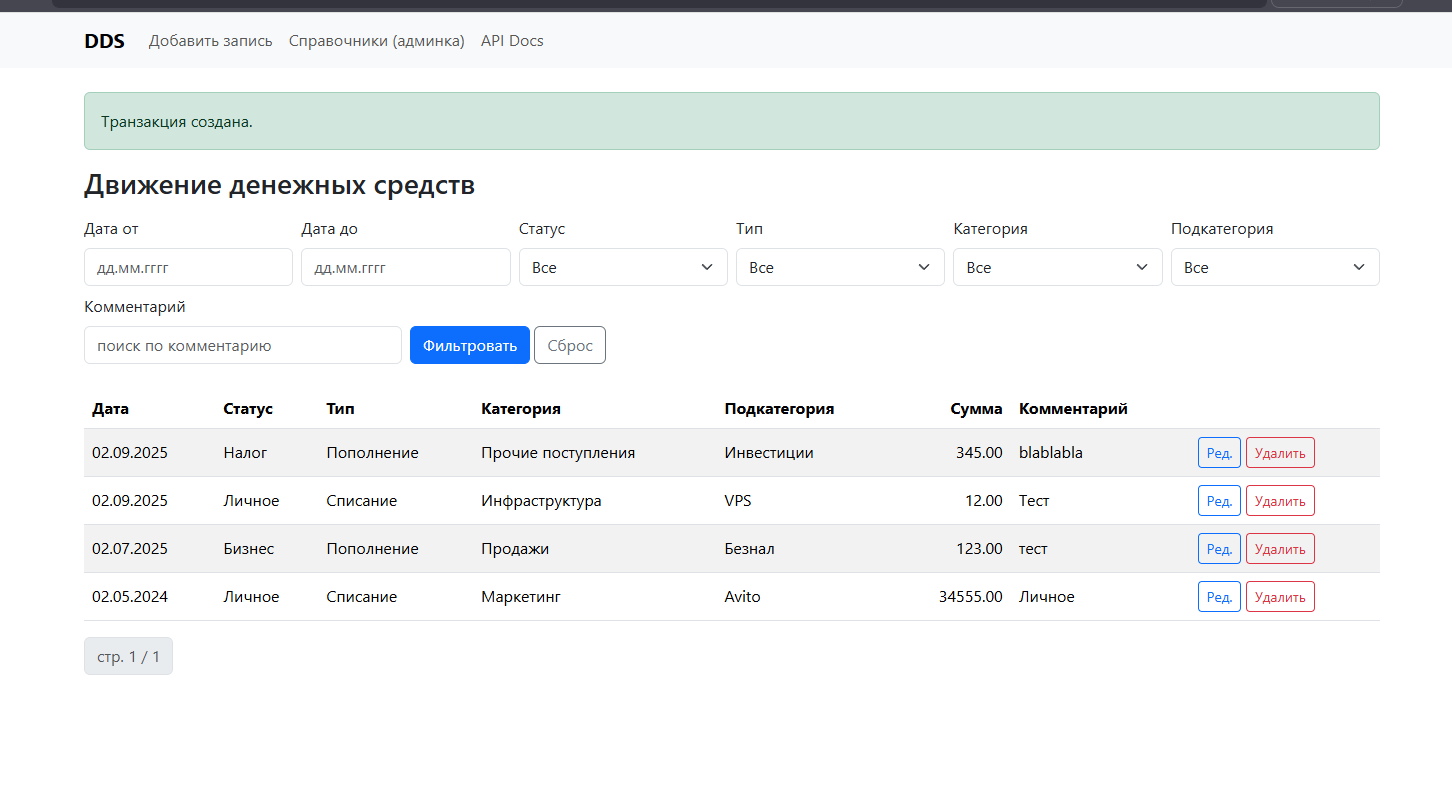 DDS Добавить запись Справочники (админка) API Docs
Транзакция создана.
Движение денежных средств
Дата от Дата до Статус Тип Категория Подкатегория
дд.мм.гггг дд.мм.гггг Все Все Все Все
Комментарий
поиск по комментарию Фильтровать Сброс
Дата Статус Тип Категория Подкатегория Сумма Комментарий
02.09.2025 Налог Пополнение Прочие поступления Инвестиции 345.00 blablabla Ред. Удалить
02.09.2025 Личное Списание Инфраструктура VPS 12.00 Тест Ред. Удалить
02.07.2025 Бизнес Пополнение Продажи Безнал 123.00 тест Ред. Удалить
02.05.2024 Личное Списание Маркетинг Avito 34555.00 Личное Ред. Удалить
стр. 1 / 1